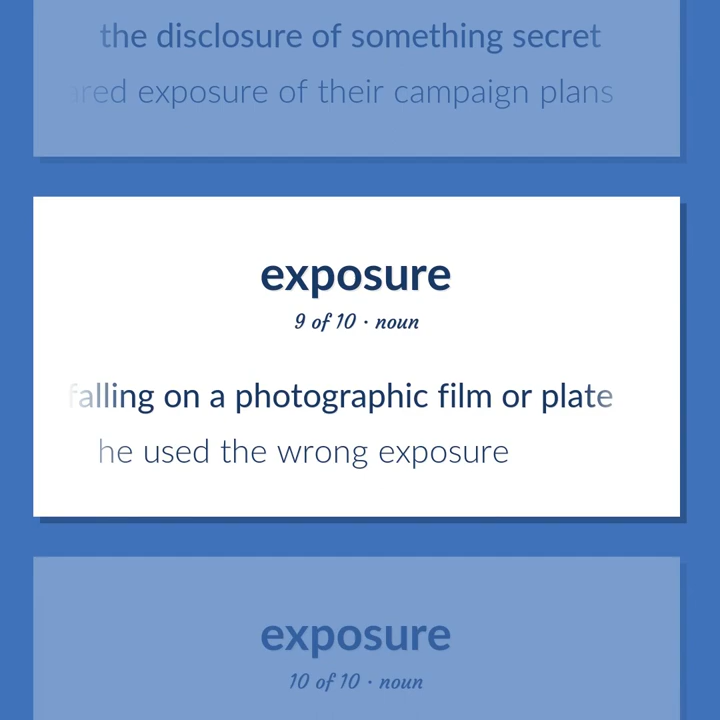 the disclosure of something secret
exposure of their campaign plans
exposure
9 of 10 · noun
falling on a photographic film or plate
he used the wrong exposure
exposure
10 of 10 · noun